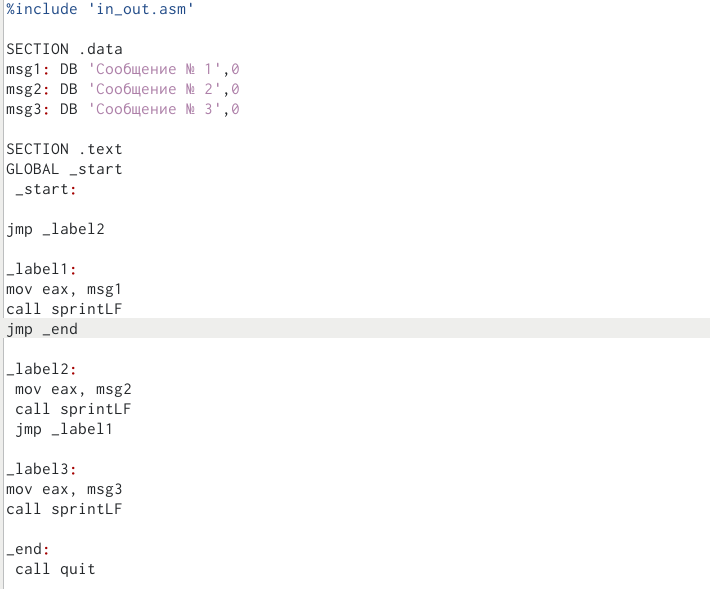 %include 'in_out.asm'
SECTION .data
msg1: DB 'Сообщение № 1',0
msg2: DB 'Сообщение № 2',0
msg3: DB 'Сообщение № 3',0
SECTION .text
GLOBAL _start
_start:
jmp _label2
_label1:
mov eax, msg1
call sprintLF
jmp _end
_label2:
mov eax, msg2
call sprintLF
jmp _label1
_label3:
mov eax, msg3
call sprintLF
_end:
call quit